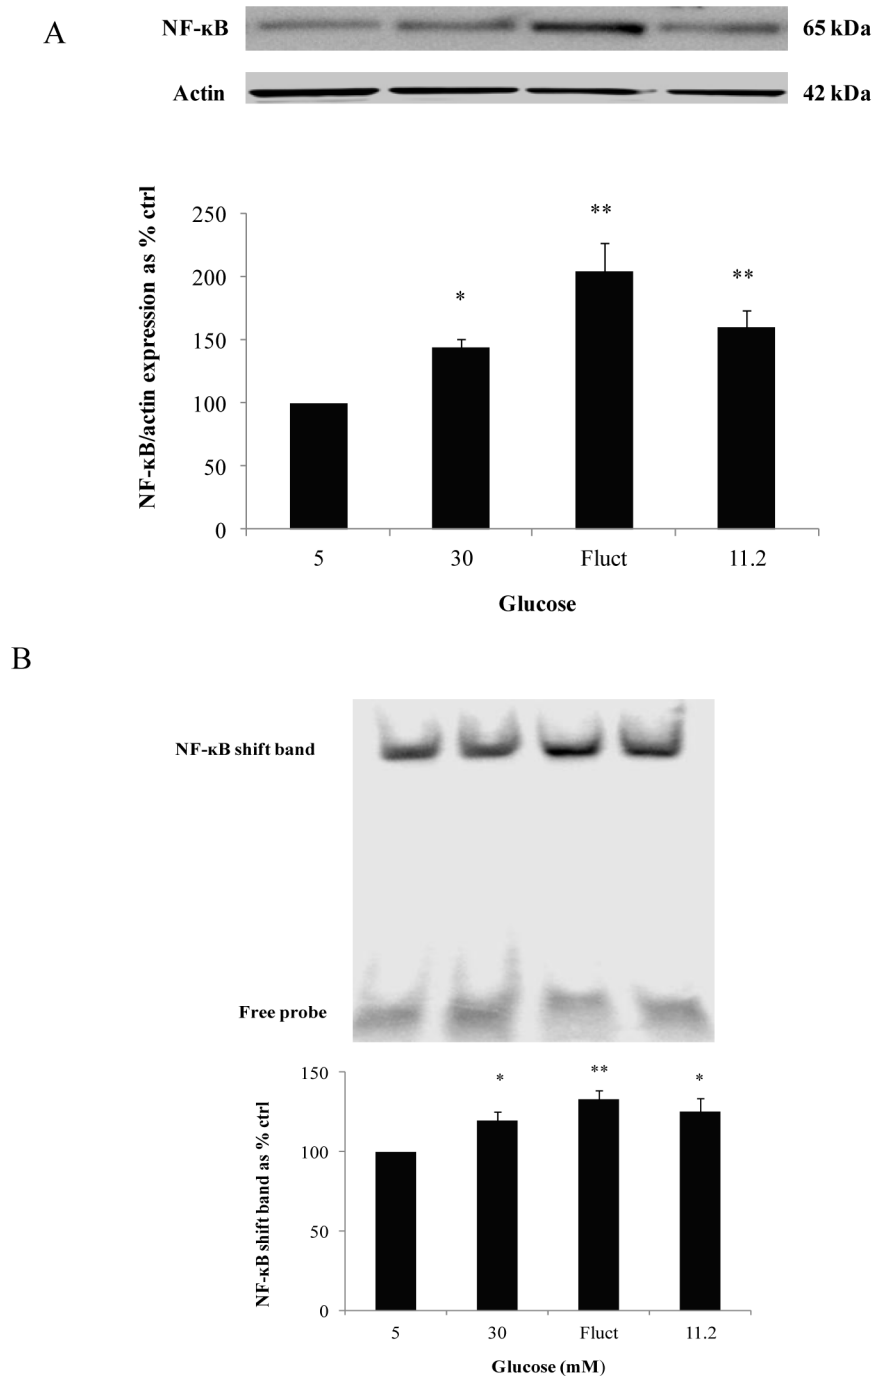 A
NF-κB 65 kDa
Actin 42 kDa
NF-κB/actin expression as % ctrl
250
200
150
100
50
0
*
**
**
5 30 Fluct 11.2
Glucose
B
NF-κB shift band
Free probe
NF-κB shift band as % ctrl
150
100
50
0
*
**
*
5 30 Fluct 11.2
Glucose (mM)